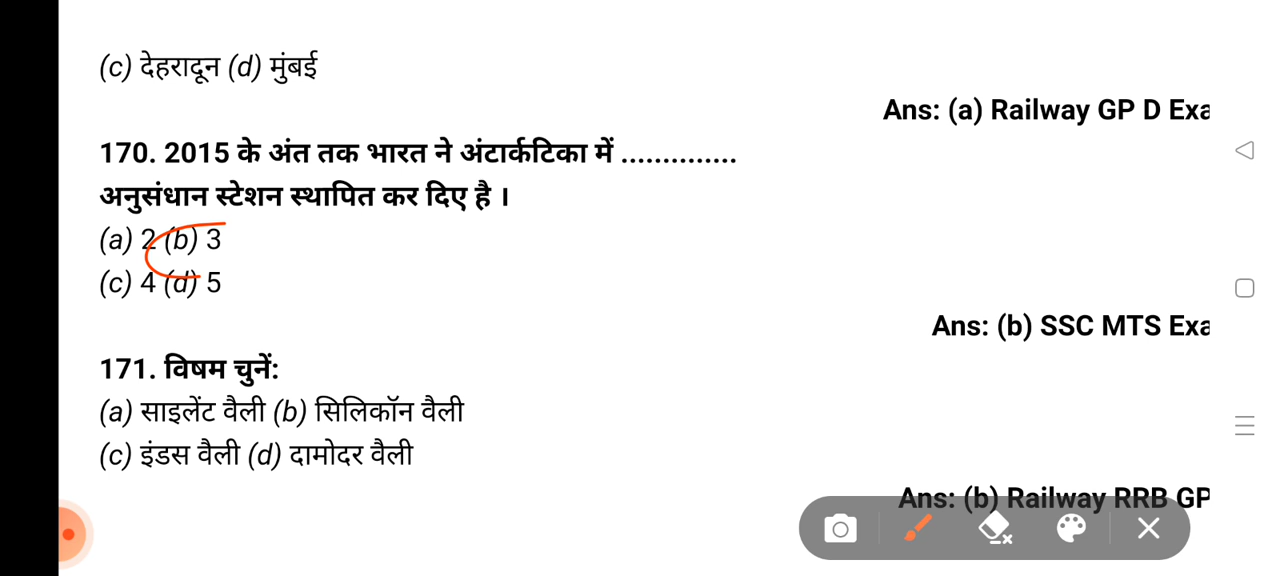 (c) देहरादून (d) मुंबई
Ans: (a) Railway GP D Exa
170. 2015 के अंत तक भारत ने अंटार्कटिका में ..............
अनुसंधान स्टेशन स्थापित कर दिए है ।
(a) 2 (b) 3
(c) 4 (d) 5
Ans: (b) SSC MTS Exa
171. विषम चुनें:
(a) साइलेंट वैली (b) सिलिकॉन वैली
(c) इंडस वैली (d) दामोदर वैली
Ans: (b) Railway RRB GP